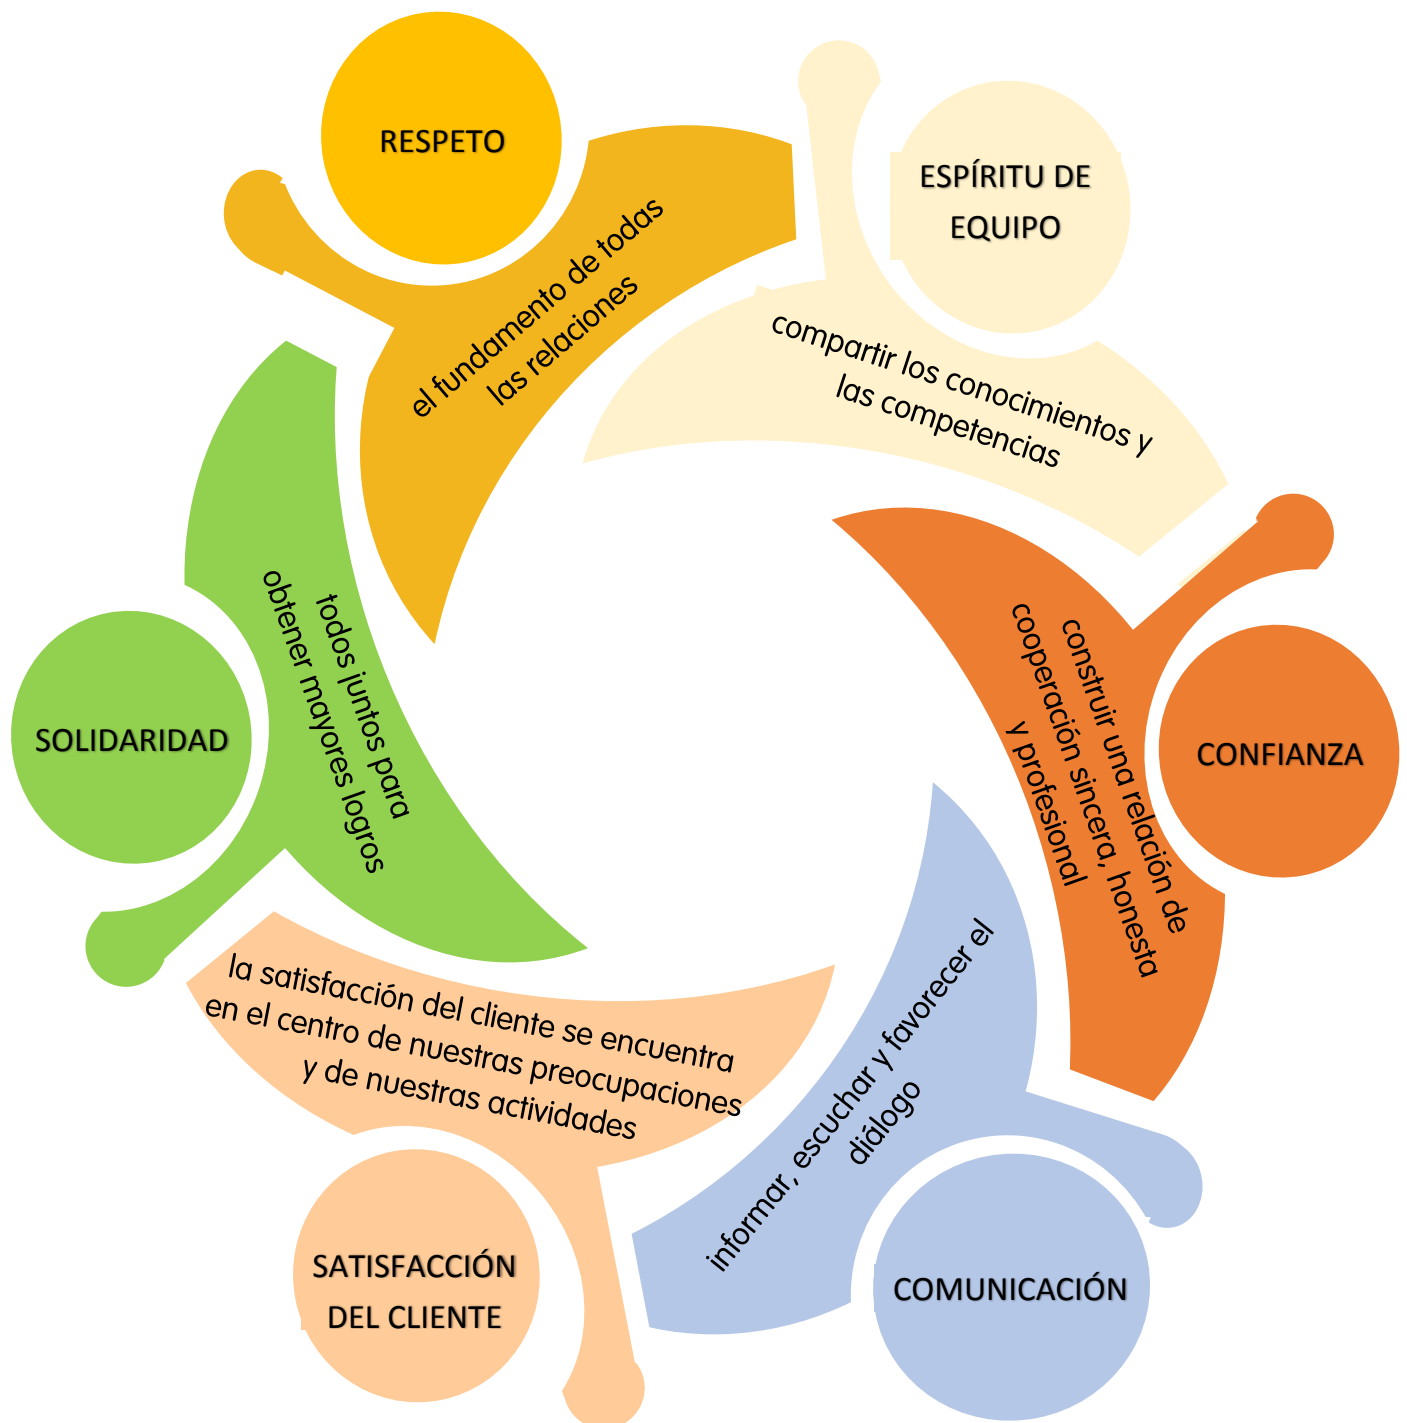 RESPETO
el fundamento de todas
las relaciones
ESPÍRITU DE
EQUIPO
compartir los conocimientos y
las competencias
CONFIANZA
construir una relación de
cooperación sincera, honesta
y profesional
COMUNICACIÓN
informar, escuchar y favorecer el
diálogo
SATISFACCIÓN
DEL CLIENTE
la satisfacción del cliente se encuentra
en el centro de nuestras preocupaciones
y de nuestras actividades
SOLIDARIDAD
todos juntos para
obtener mayores logros